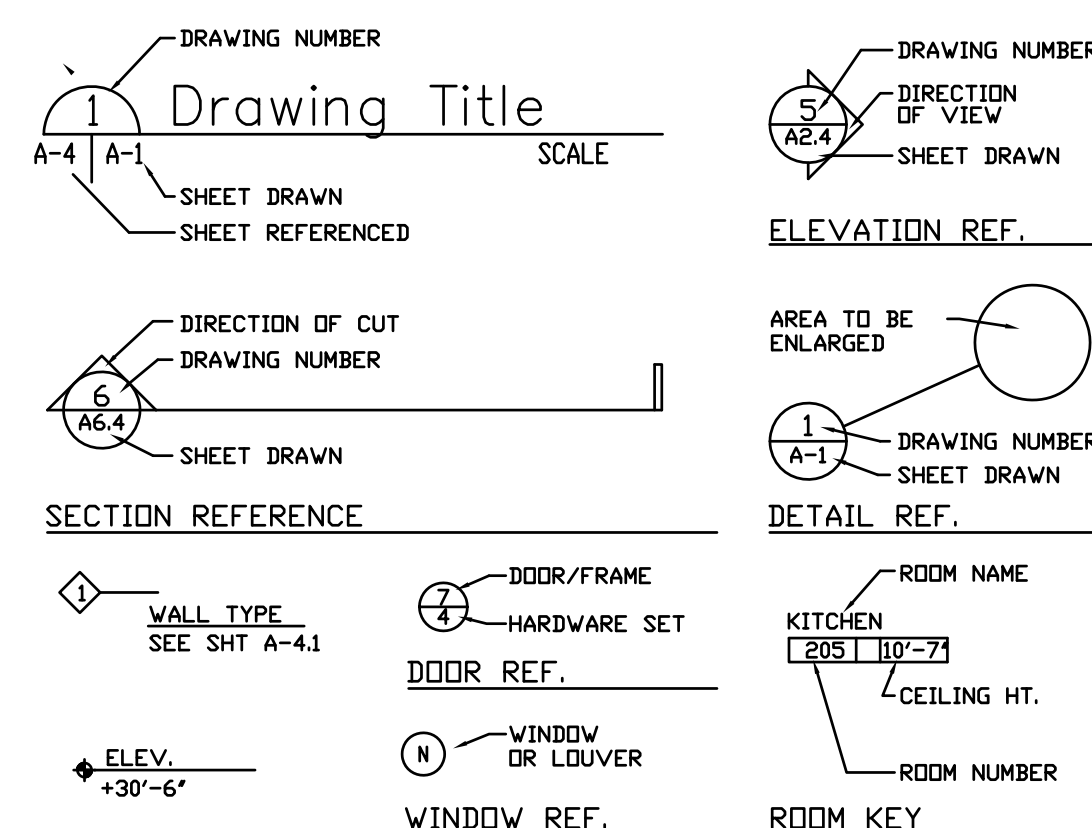 DRAWING NUMBER
1 Drawing Title
A-4 A-1 SCALE
SHEET DRAWN
SHEET REFERENCED
DIRECTION OF CUT
DRAWING NUMBER
6
A6.4
SHEET DRAWN
SECTION REFERENCE
1
WALL TYPE
SEE SHT A-4.1
ELEV.
+30'-6"
7
4
DOOR/FRAME
HARDWARE SET
DOOR REF.
N
WINDOW
OR LOUVER
WINDOW REF.
DRAWING NUMBER
5
A2.4
DIRECTION
OF VIEW
SHEET DRAWN
ELEVATION REF.
AREA TO BE
ENLARGED
1
A-1
DRAWING NUMBER
SHEET DRAWN
DETAIL REF.
ROOM NAME
KITCHEN
205 10'-7"
CEILING HT.
ROOM NUMBER
ROOM KEY